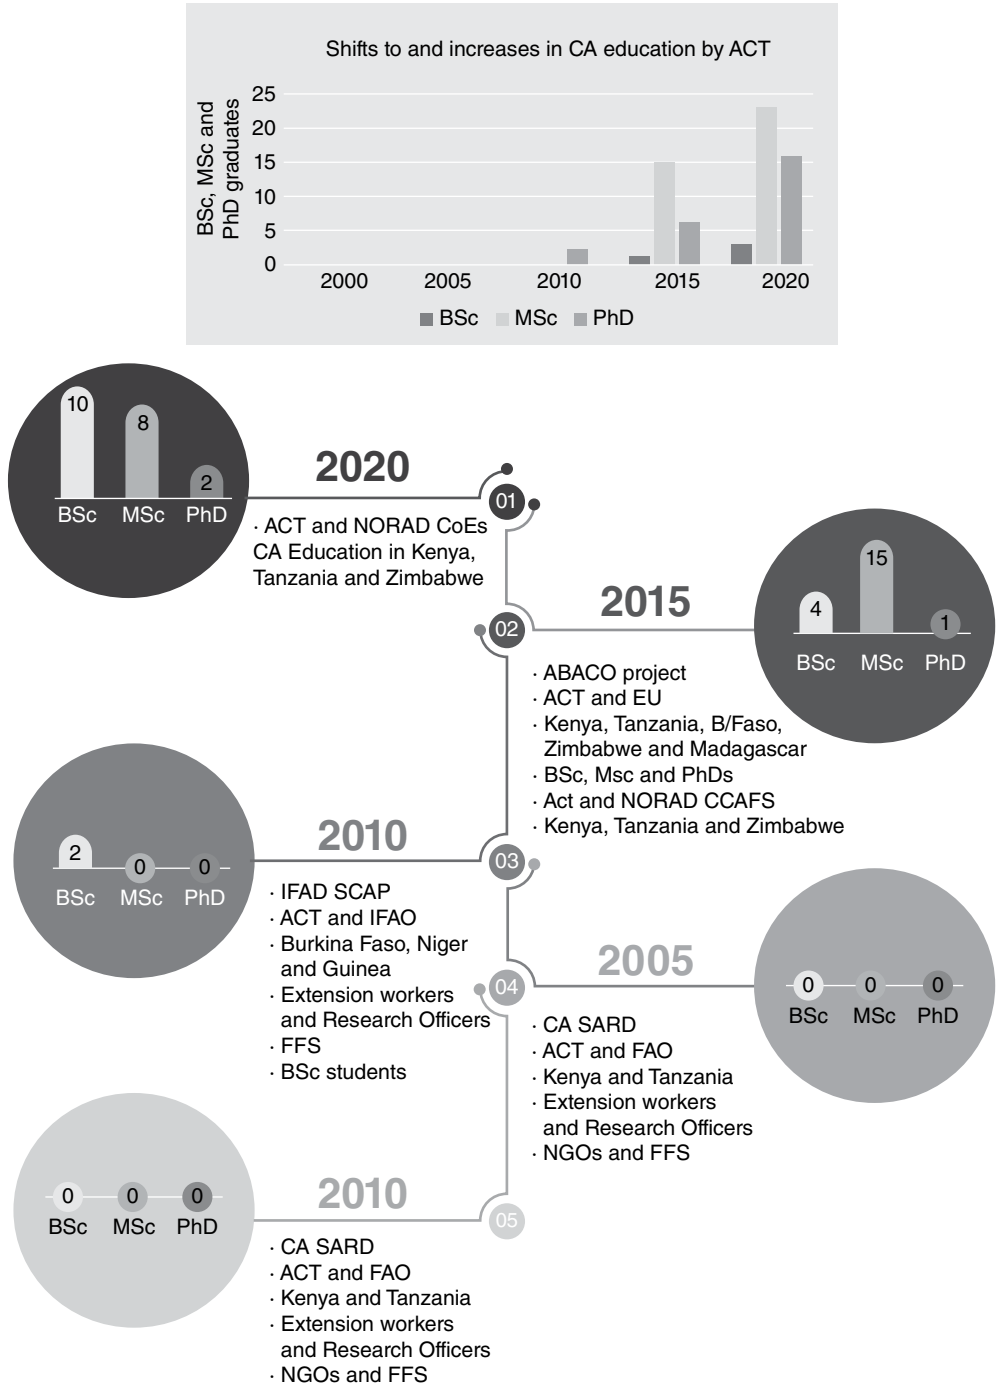 Shifts to and increases in CA education by ACT
BSc, MSc and
PhD graduates
25
20
15
10
5
0
2000 2005 2010 2015 2020
BSc MSc PhD
10 8 2
BSc MSc PhD
2020
01
· ACT and NORAD CoEs
CA Education in Kenya,
Tanzania and Zimbabwe
2015
02
4 15 1
BSc MSc PhD
· ABACO project
· ACT and EU
· Kenya, Tanzania, B/Faso,
Zimbabwe and Madagascar
· BSc, Msc and PhDs
· Act and NORAD CCAFS
· Kenya, Tanzania and Zimbabwe
2 0 0
BSc MSc PhD
2010
03
· IFAD SCAP
· ACT and IFAO
· Burkina Faso, Niger
and Guinea
· Extension workers
and Research Officers
· FFS
· BSc students
2005
04
0 0 0
BSc MSc PhD
· CA SARD
· ACT and FAO
· Kenya and Tanzania
· Extension workers
and Research Officers
· NGOs and FFS
0 0 0
BSc MSc PhD
2010
05
· CA SARD
· ACT and FAO
· Kenya and Tanzania
· Extension workers
and Research Officers
· NGOs and FFS